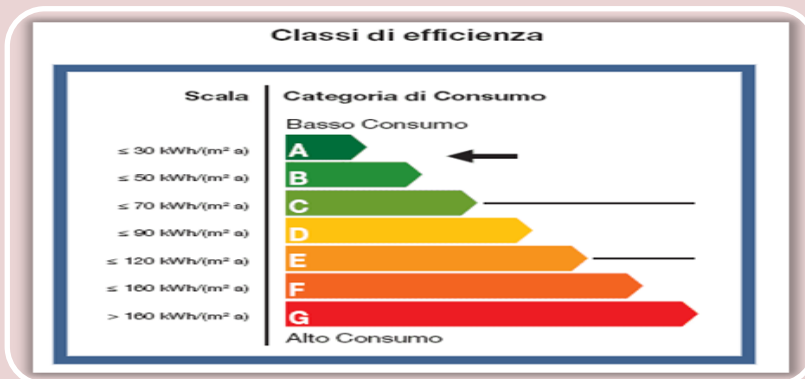 Classi di efficienza
Scala Categoria di Consumo
Basso Consumo
≤ 30 kWh/(m² a) A
≤ 50 kWh/(m² a) B
≤ 70 kWh/(m² a) C
≤ 90 kWh/(m² a) D
≤ 120 kWh/(m² a) E
≤ 160 kWh/(m² a) F
> 160 kWh/(m² a) G
Alto Consumo